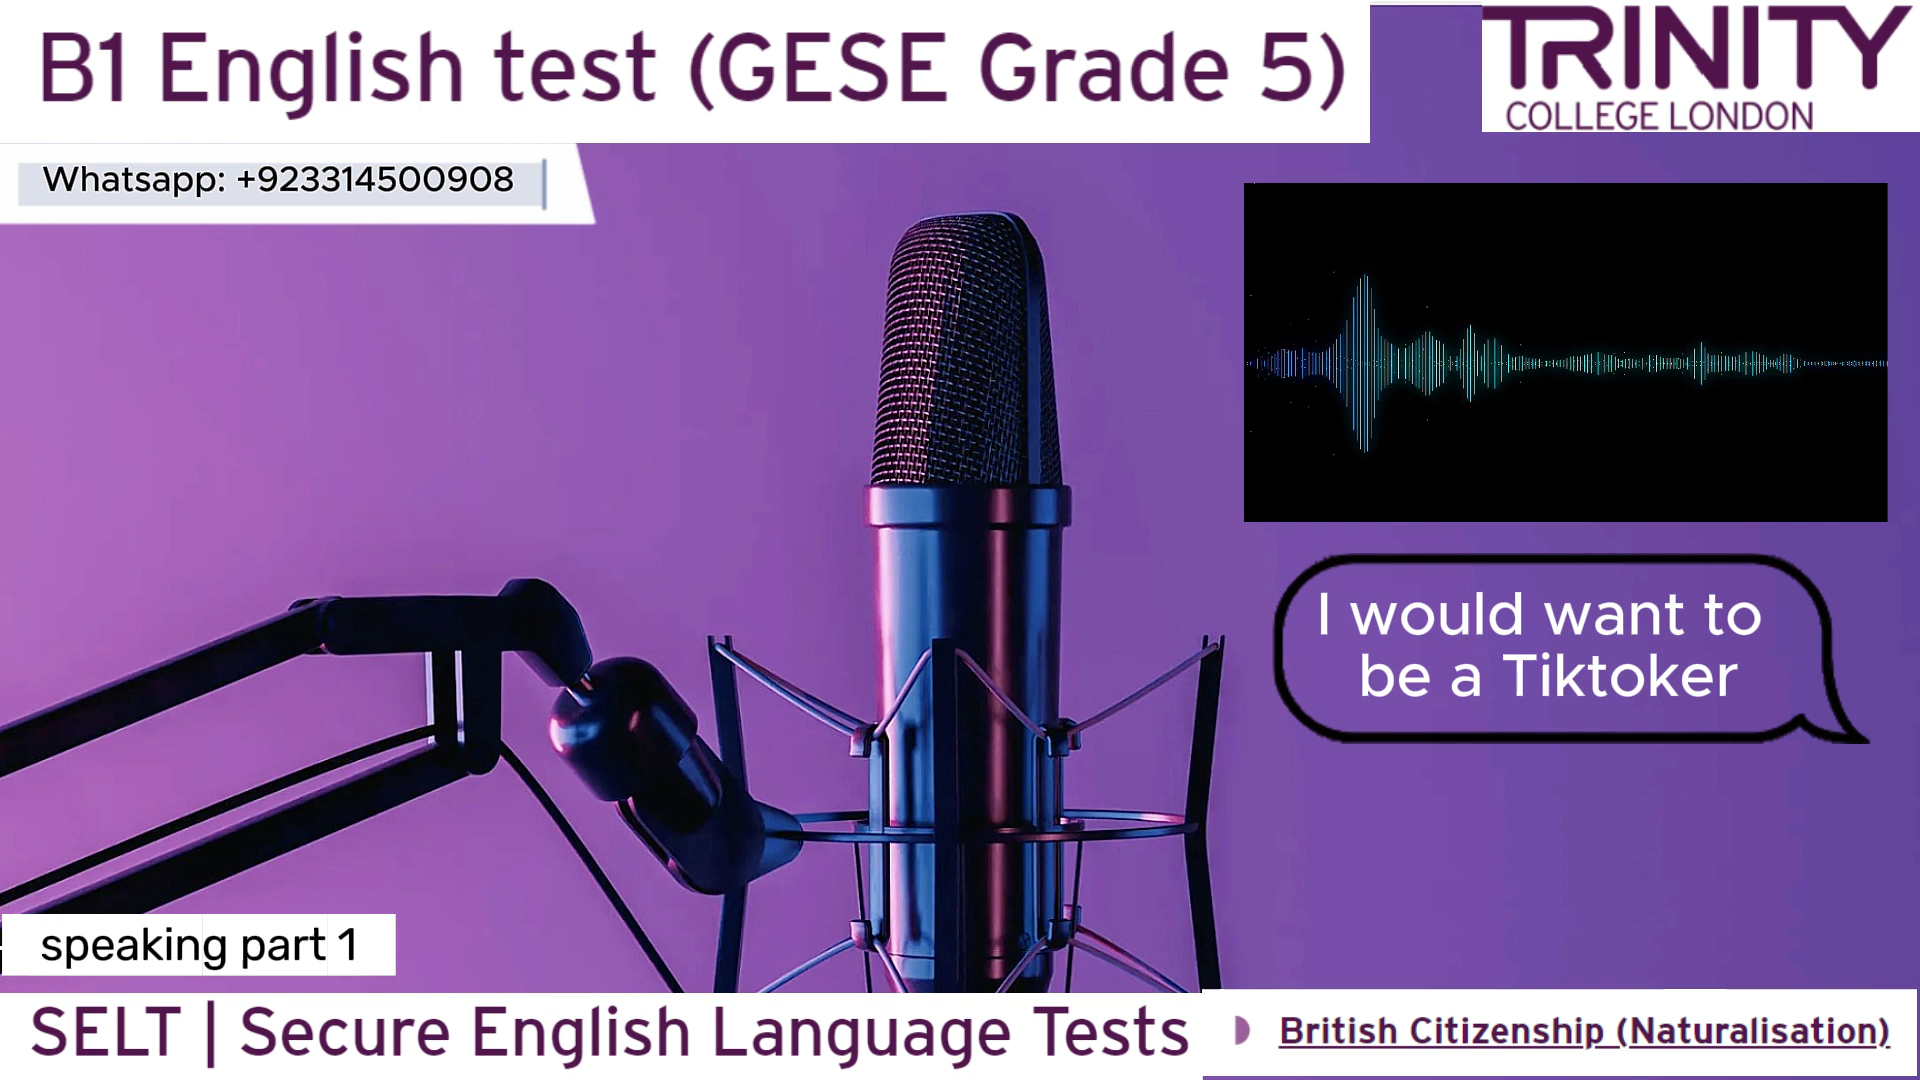 B1 English test (GESE Grade 5)
TRINITY
COLLEGE LONDON
Whatsapp: +923314500908
I would want to
be a Tiktoker
speaking part 1
SELT | Secure English Language Tests
British Citizenship (Naturalisation)